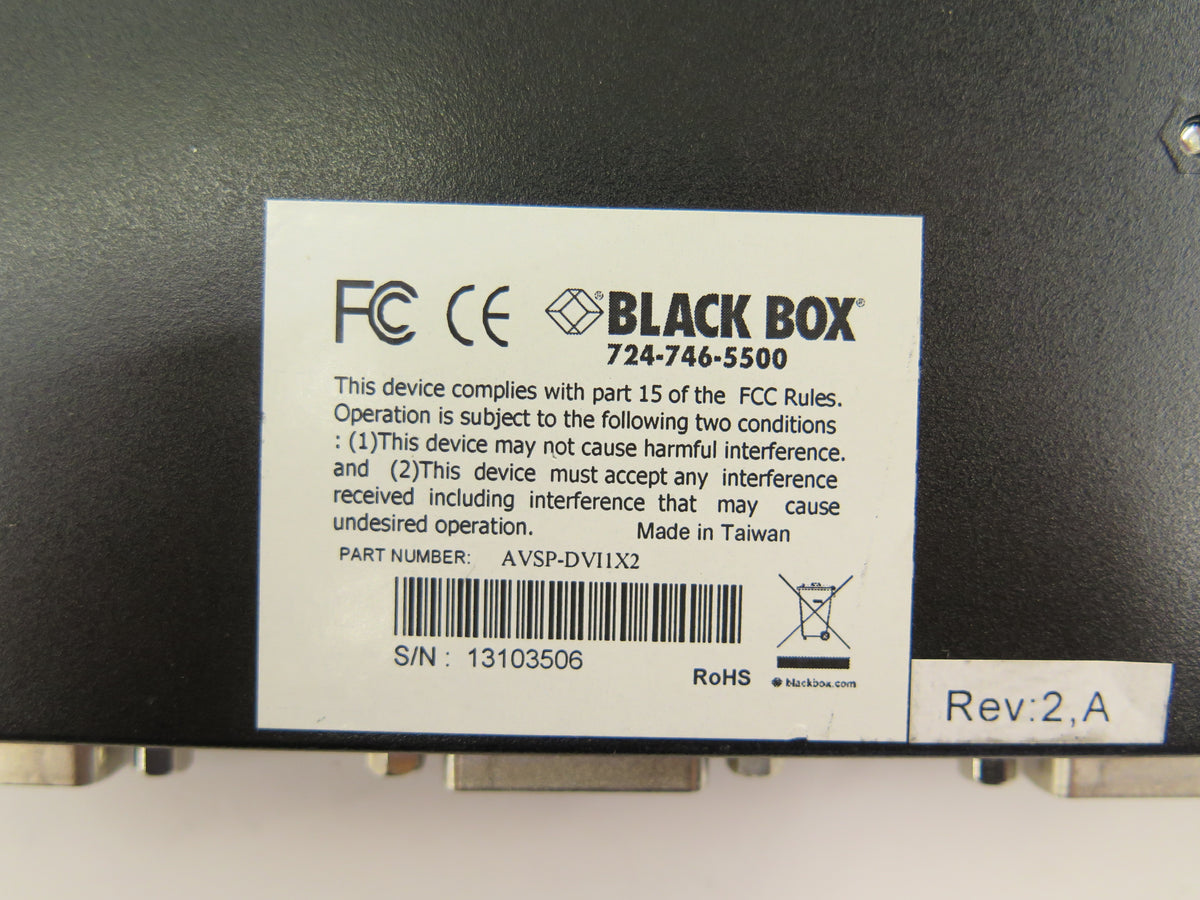 FC CE BLACK BOX®
724-746-5500
This device complies with part 15 of the FCC Rules.
Operation is subject to the following two conditions
: (1)This device may not cause harmful interference.
and (2)This device must accept any interference
received including interference that may cause
undesired operation. Made in Taiwan
PART NUMBER: AVSP-DVI1X2
S/N : 13103506
RoHS blackbox.com
Rev:2,A